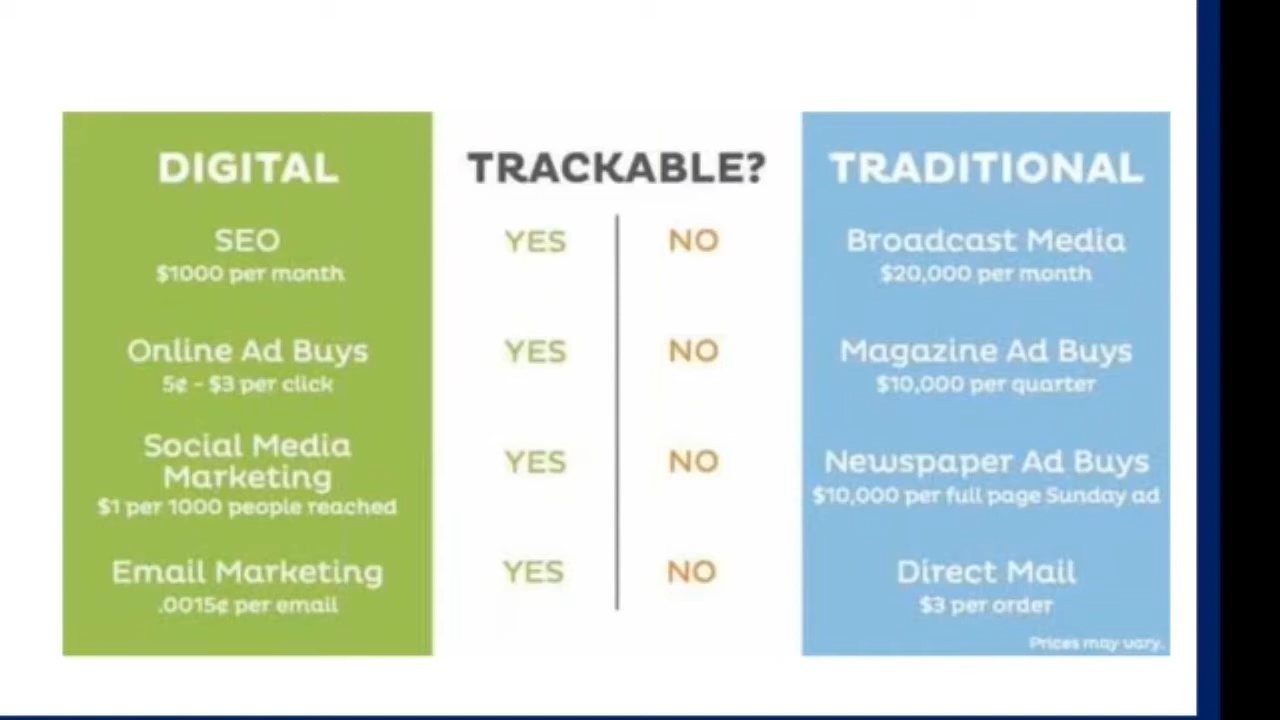 DIGITAL
SEO
$1000 per month
Online Ad Buys
5¢ - $3 per click
Social Media
Marketing
$1 per 1000 people reached
Email Marketing
.0015¢ per email
TRACKABLE?
YES
NO
YES
NO
YES
NO
YES
NO
TRADITIONAL
Broadcast Media
$20,000 per month
Magazine Ad Buys
$10,000 per quarter
Newspaper Ad Buys
$10,000 per full page Sunday ad
Direct Mail
$3 per order
Prices may vary.